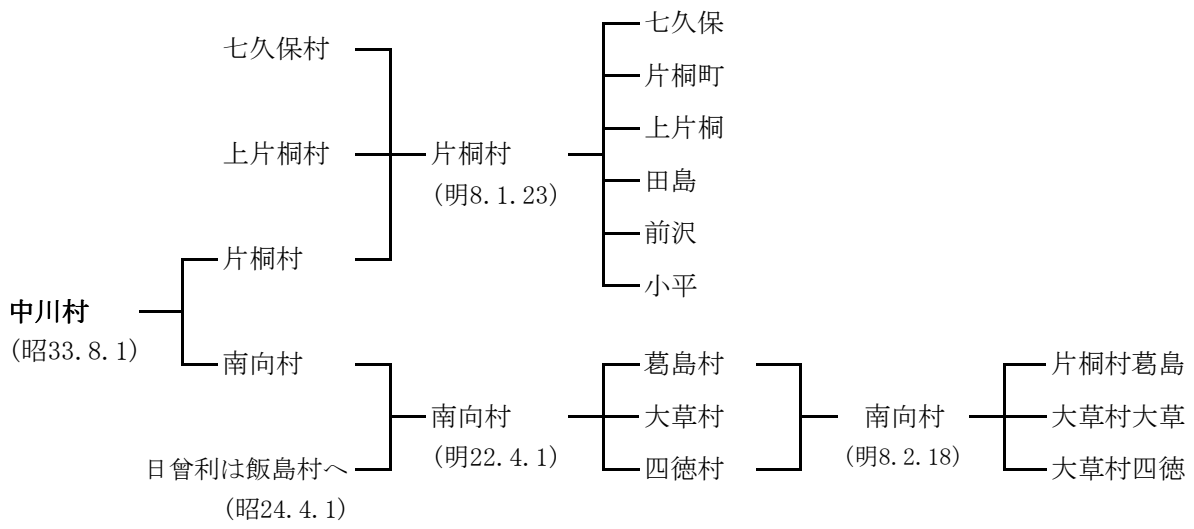 七久保村
上片桐村
片桐村
中川村
(昭33.8.1)
南向村
日曾利は飯島村へ
(昭24.4.1)
片桐村
(明8.1.23)
七久保
片桐町
上片桐
田島
前沢
小平
南向村
(明22.4.1)
葛島村
大草村
四徳村
南向村
(明8.2.18)
片桐村葛島
大草村大草
大草村四徳